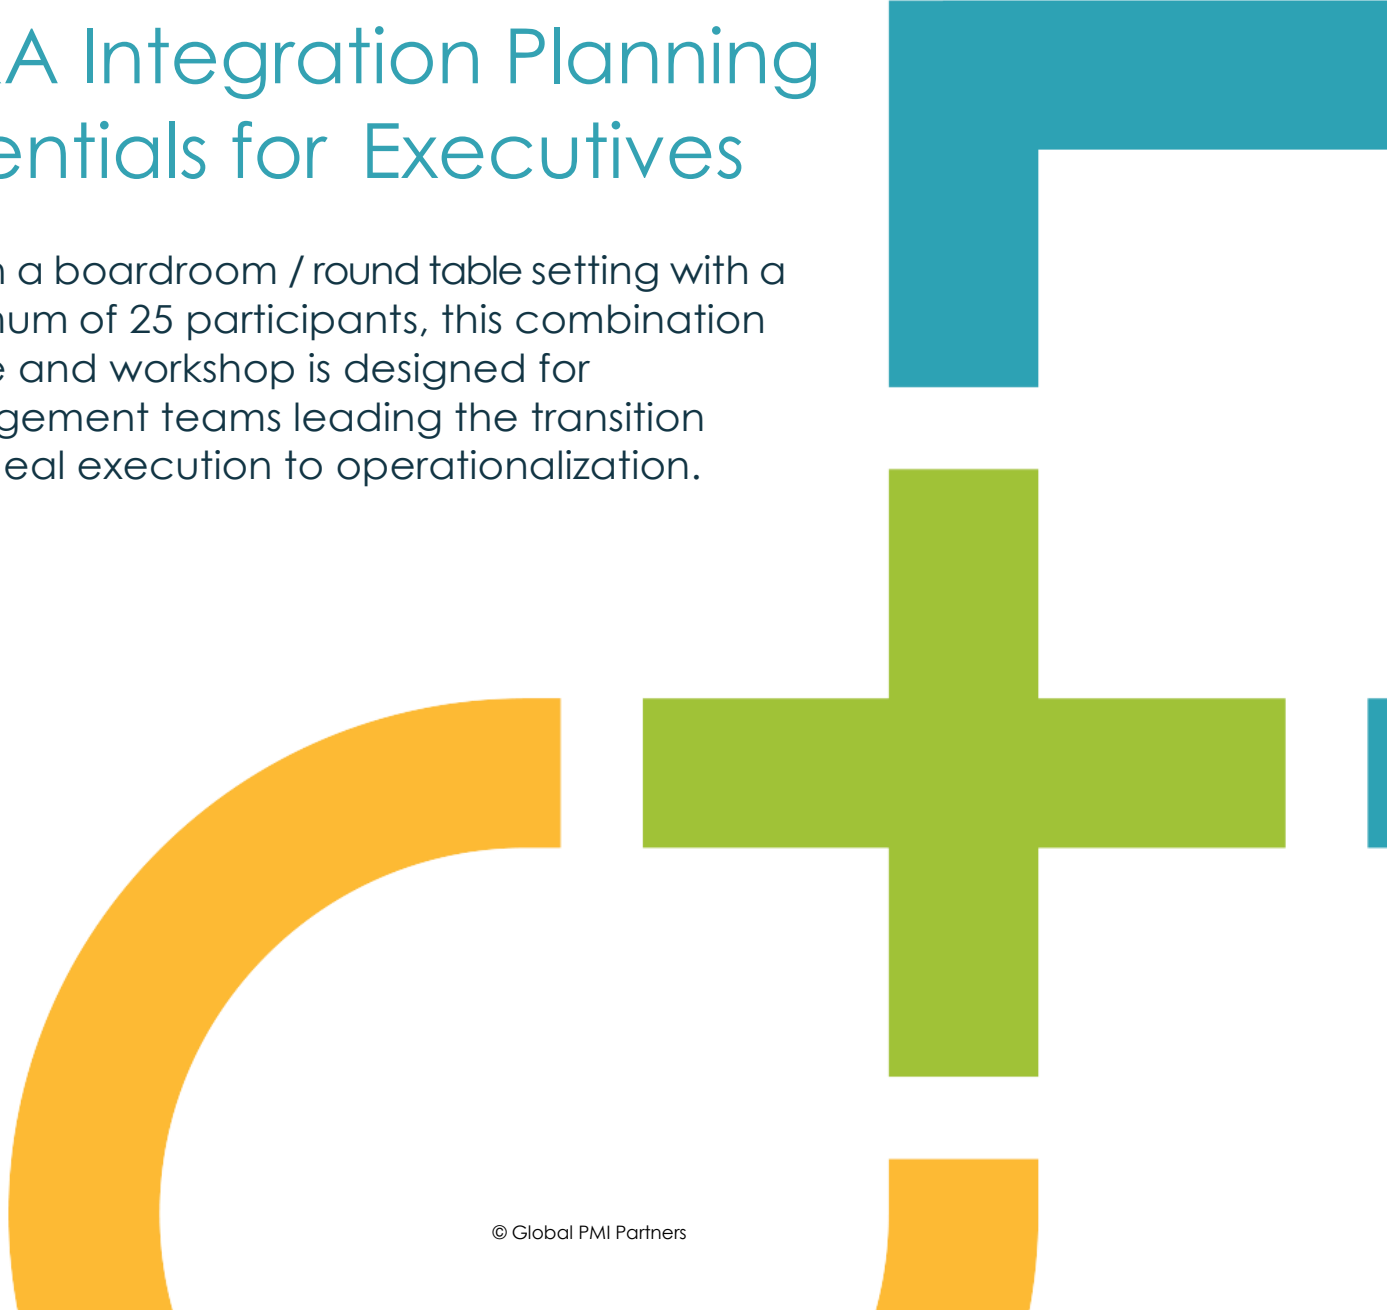 A Integration Planning
entials for Executives
a boardroom / round table setting with a
num of 25 participants, this combination
e and workshop is designed for
gement teams leading the transition
eal execution to operationalization.
© Global PMI Partners